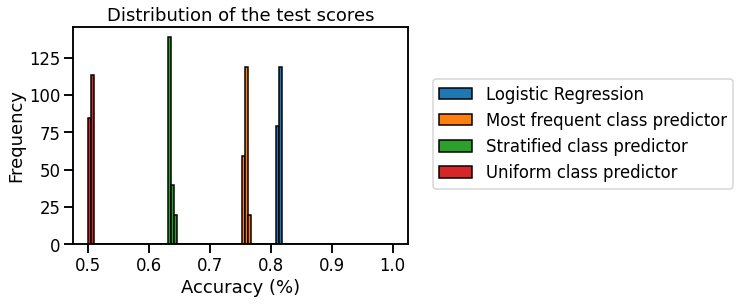 Distribution of the test scores
Frequency
125
100
75
50
25
0
0.5 0.6 0.7 0.8 0.9 1.0
Accuracy (%)
Logistic Regression
Most frequent class predictor
Stratified class predictor
Uniform class predictor